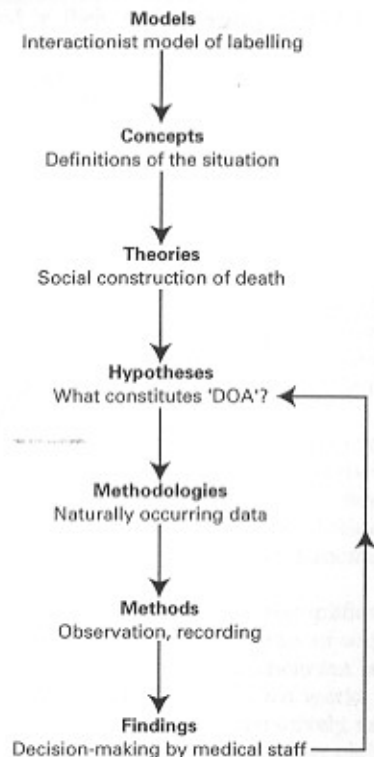 Models
Interactionist model of labelling
Concepts
Definitions of the situation
Theories
Social construction of death
Hypotheses
What constitutes 'DOA'?
Methodologies
Naturally occurring data
Methods
Observation, recording
Findings
Decision-making by medical staff